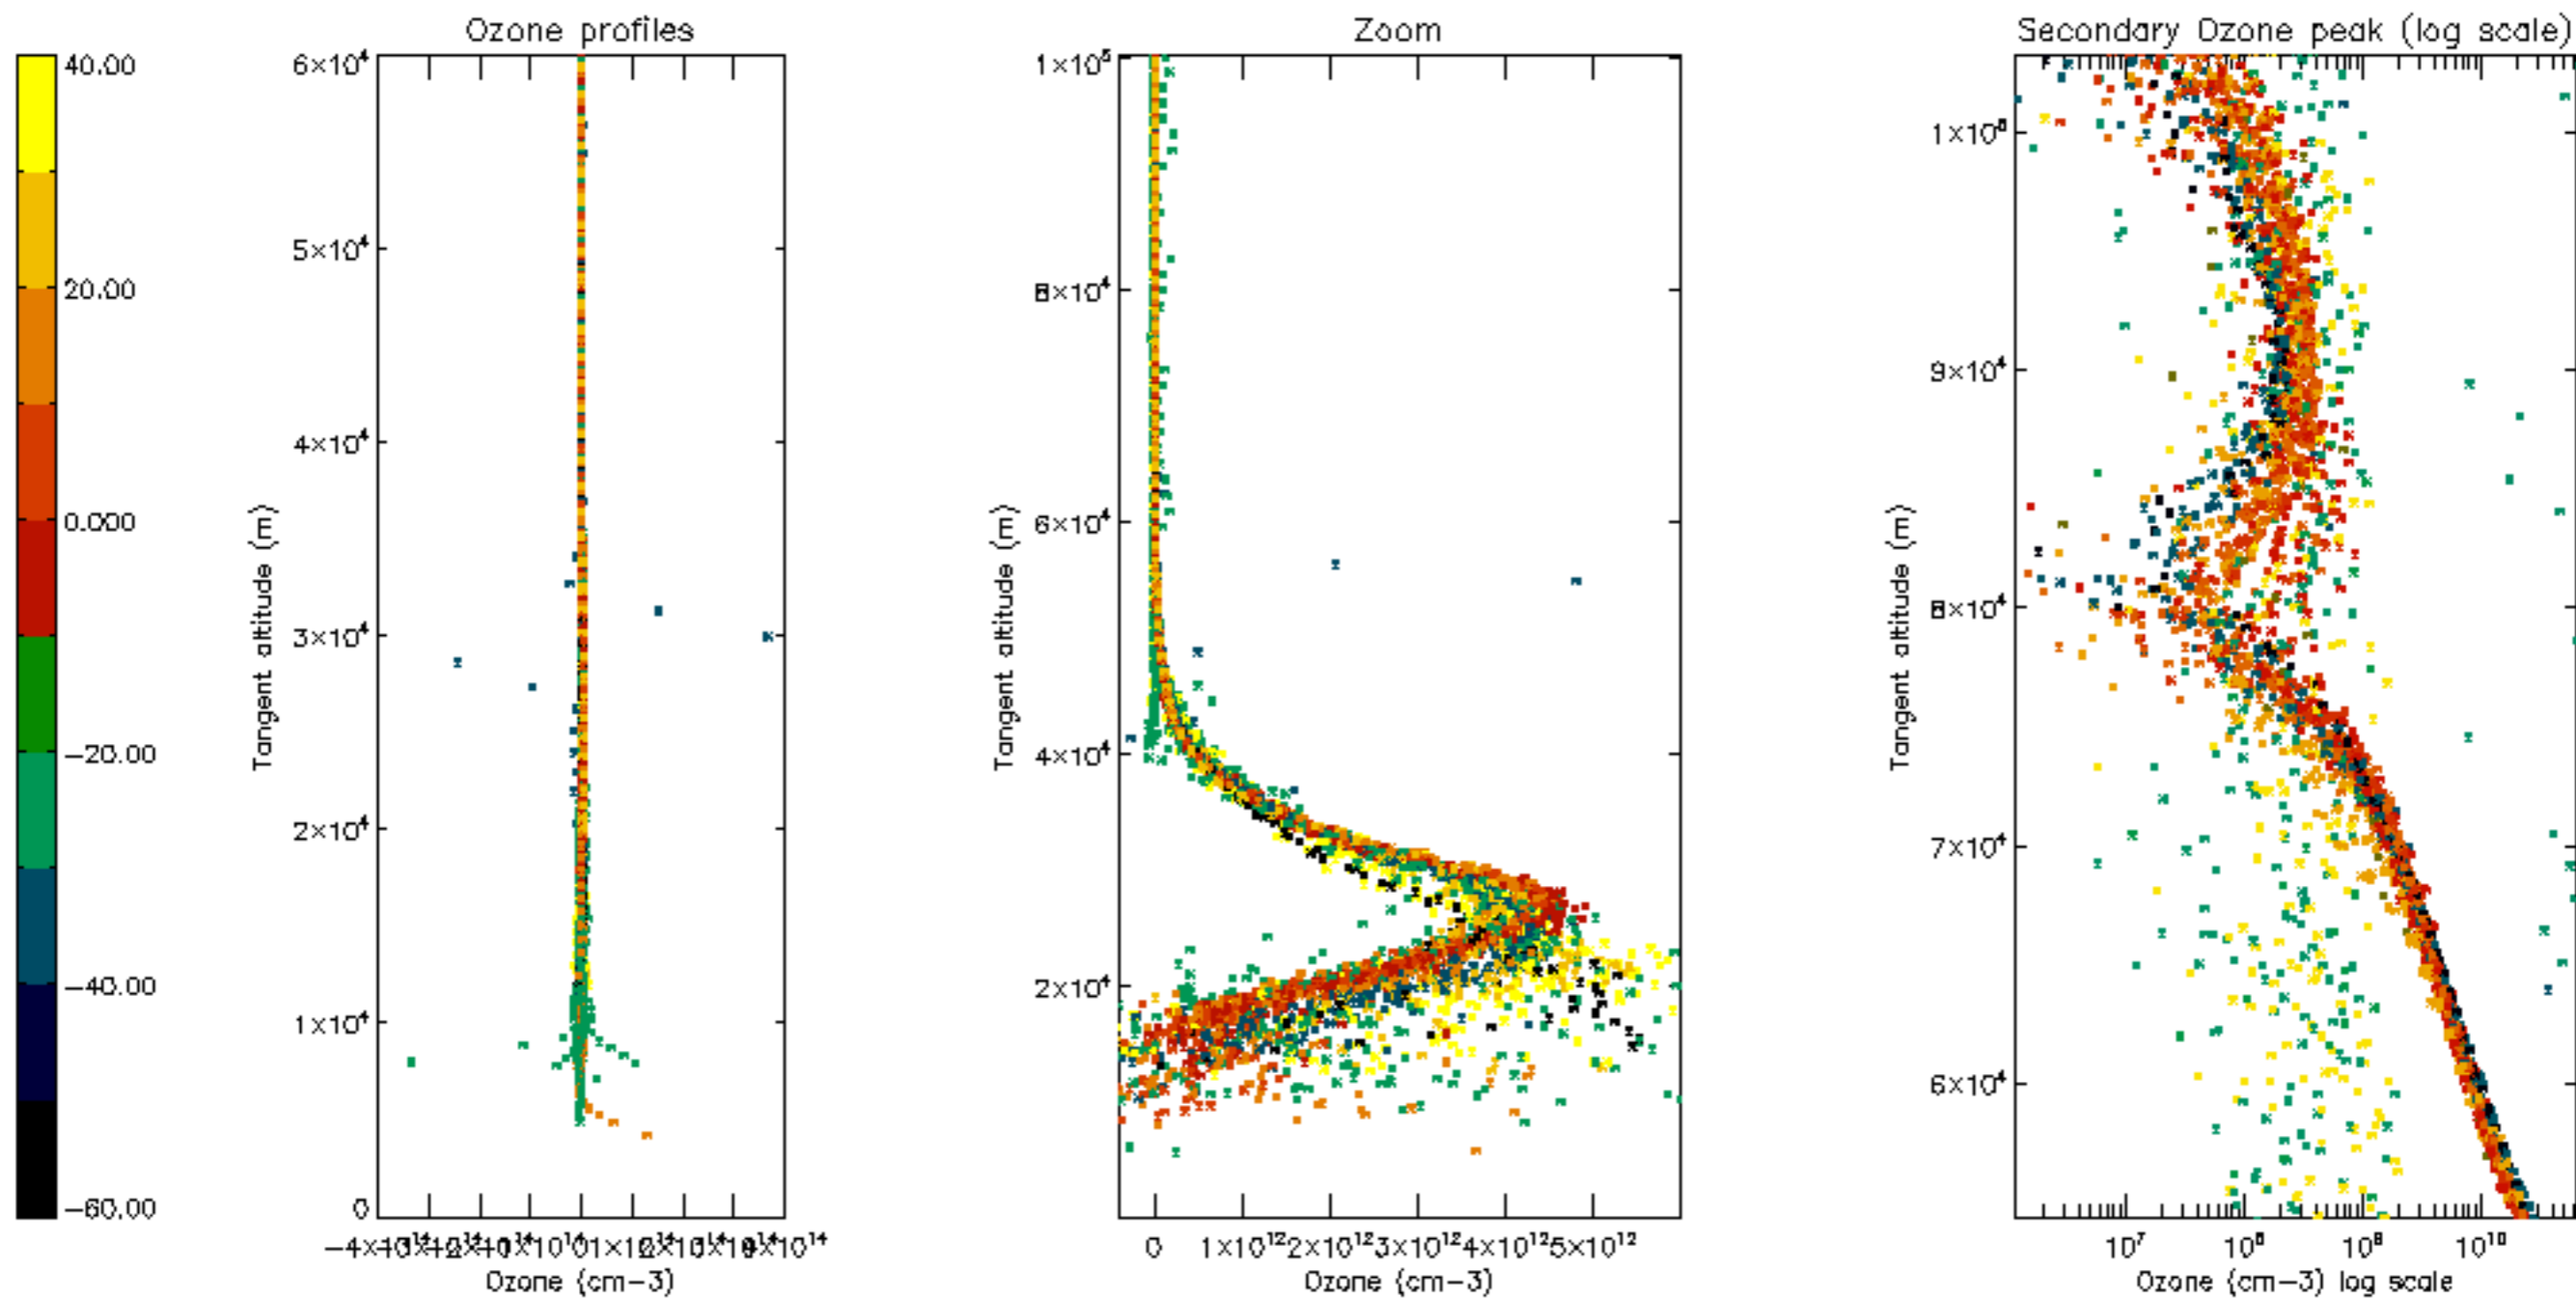 Ozone profiles
Zoom
Secondary Ozone peak (log scale)
40.00
20.00
0.000
−20.00
−40.00
−60.00
6×10⁴
5×10⁴
4×10⁴
3×10⁴
2×10⁴
1×10⁴
0
Tangent altitude (m)
Ozone (cm−3)
1×10⁵
8×10⁴
6×10⁴
4×10⁴
2×10⁴
Tangent altitude (m)
0 1×10¹² 2×10¹² 3×10¹² 4×10¹² 5×10¹²
Ozone (cm−3)
9×10⁴
8×10⁴
7×10⁴
6×10⁴
Tangent altitude (m)
10⁷ 10⁸ 10⁹ 10¹⁰
Ozone (cm−3) log scale